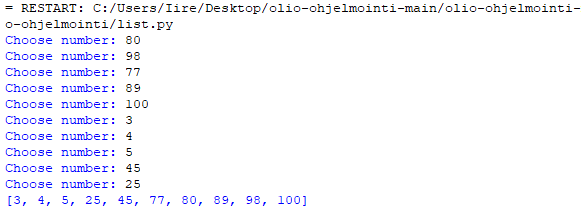 = RESTART: C:/Users/Iire/Desktop/olio-ohjelmointi-main/olio-ohjelmointi-
o-ohjelmointi/list.py
Choose number: 80
Choose number: 98
Choose number: 77
Choose number: 89
Choose number: 100
Choose number: 3
Choose number: 4
Choose number: 5
Choose number: 45
Choose number: 25
[3, 4, 5, 25, 45, 77, 80, 89, 98, 100]